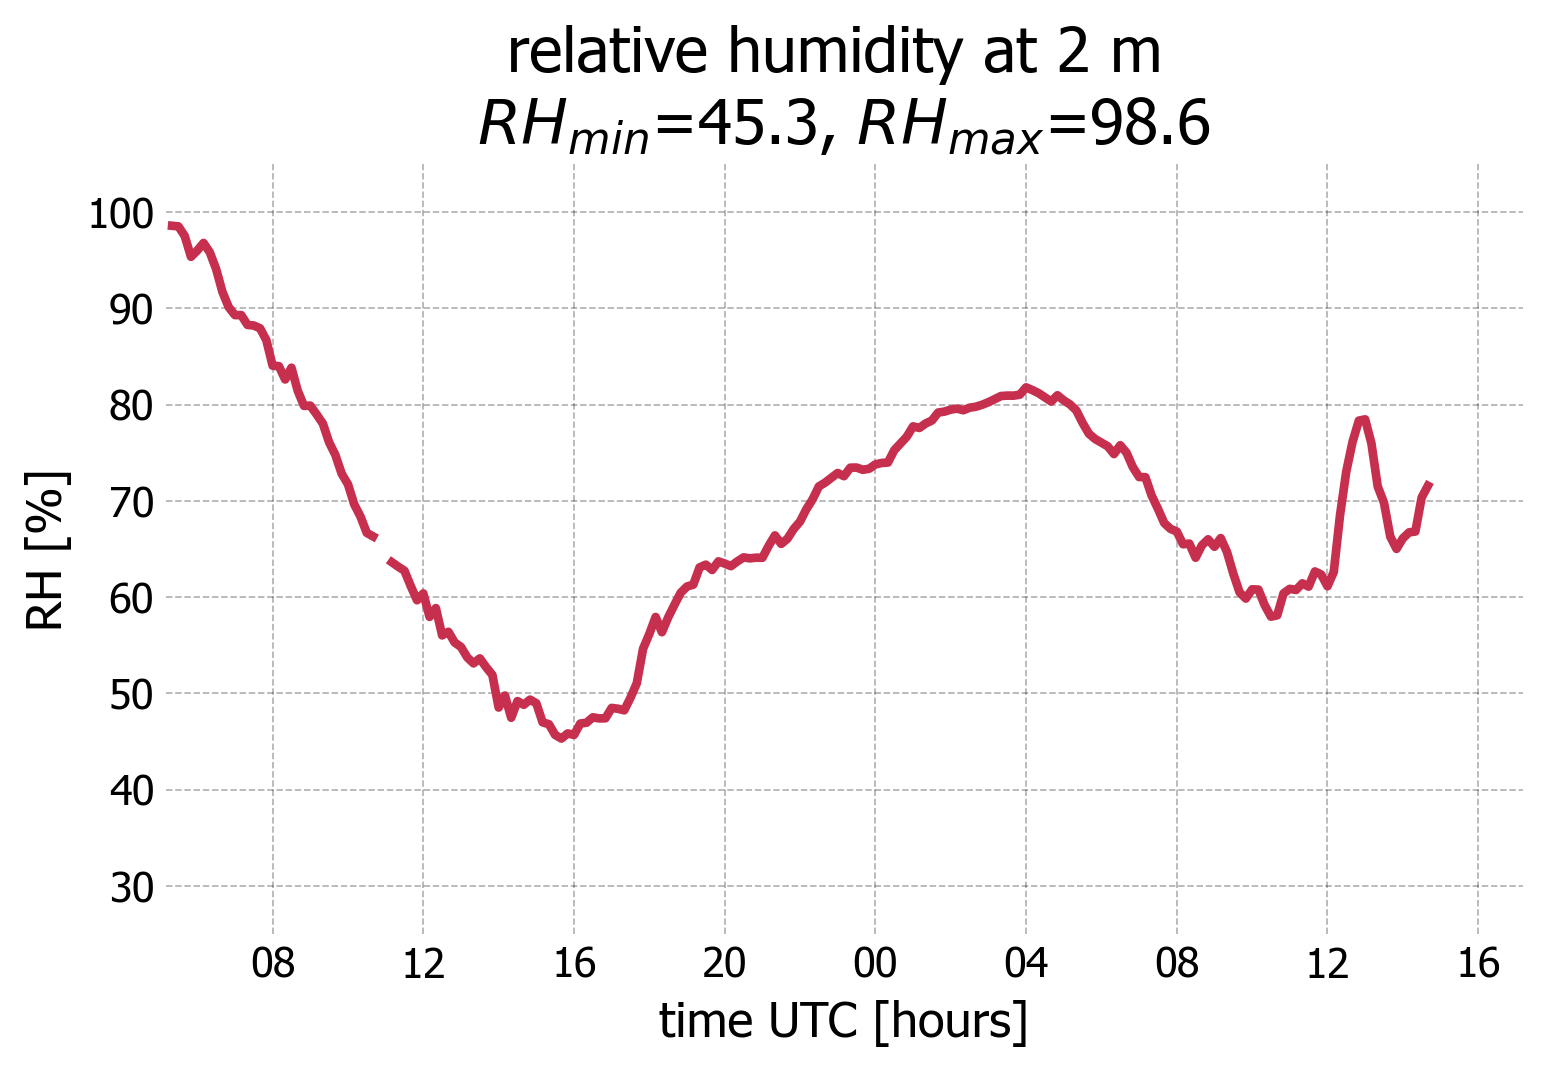 relative humidity at 2 m
RH_min=45.3, RH_max=98.6
100
90
80
70
60
50
40
30
RH [%]
08 12 16 20 00 04 08 12 16
time UTC [hours]